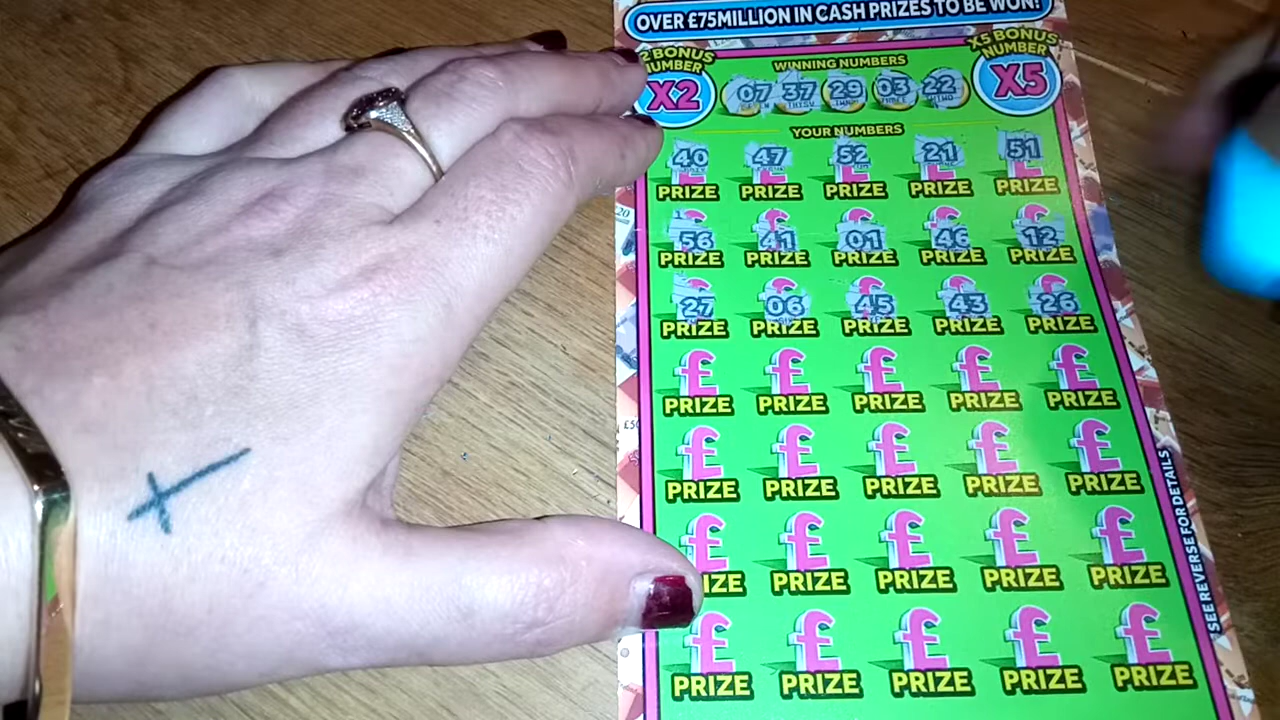 OVER £75MILLION IN CASH PRIZES TO BE WON!
X2 BONUS NUMBER
X2
WINNING NUMBERS
07 37 29 03 22
X5 BONUS NUMBER
X5
YOUR NUMBERS
40 47 52 21 51
PRIZE PRIZE PRIZE PRIZE PRIZE
56 41 01 46 12
PRIZE PRIZE PRIZE PRIZE PRIZE
27 06 45 43 26
PRIZE PRIZE PRIZE PRIZE PRIZE
£ £ £ £ £
PRIZE PRIZE PRIZE PRIZE PRIZE
£ £ £ £ £
PRIZE PRIZE PRIZE PRIZE PRIZE
£ £ £ £ £
IZE PRIZE PRIZE PRIZE PRIZE
£ £ £ £ £
PRIZE PRIZE PRIZE PRIZE PRIZE
SEE REVERSE FOR DETAILS